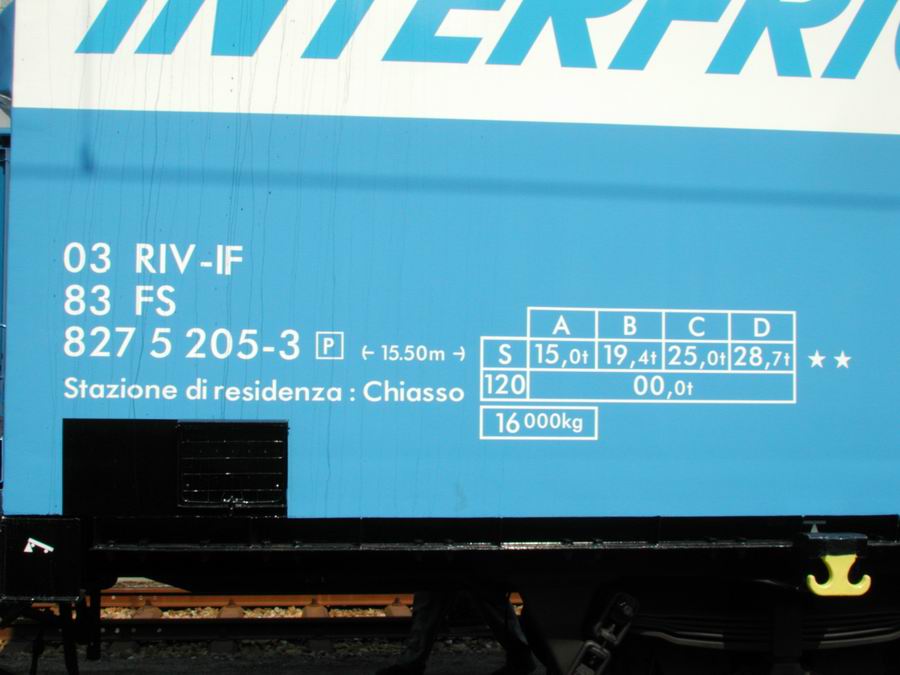 INTERFRI
03 RIV-IF
83 FS
827 5 205-3 P ← 15.50m →
Stazione di residenza : Chiasso
A B C D
S 15,0t 19,4t 25,0t 28,7t ★★
120 00,0t
16 000kg